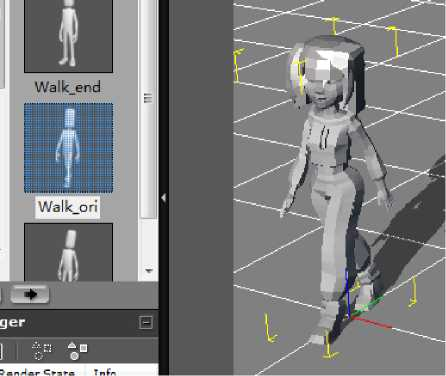 Walk_end
Walk_ori
ger
Render State
Info